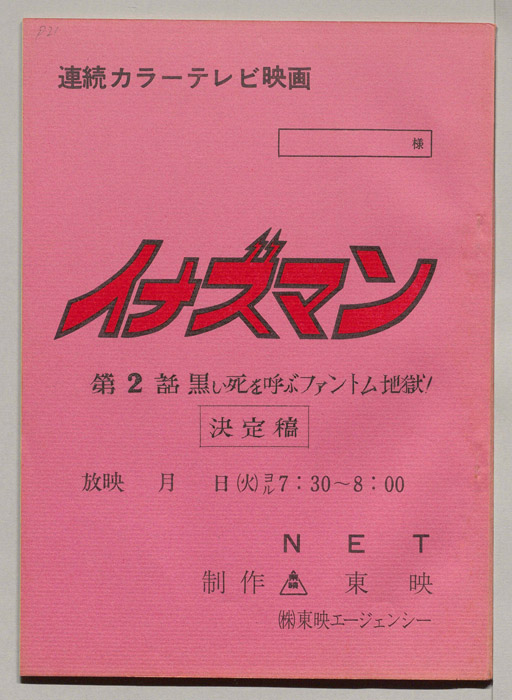 連続カラーテレビ映画
様
イナズマン
第2話 黒い死を呼ぶファントム地獄!
決定稿
放映 月 日(火)ヨル7:30~8:00
NET
制作 東映 東映
㈱東映エージェンシー